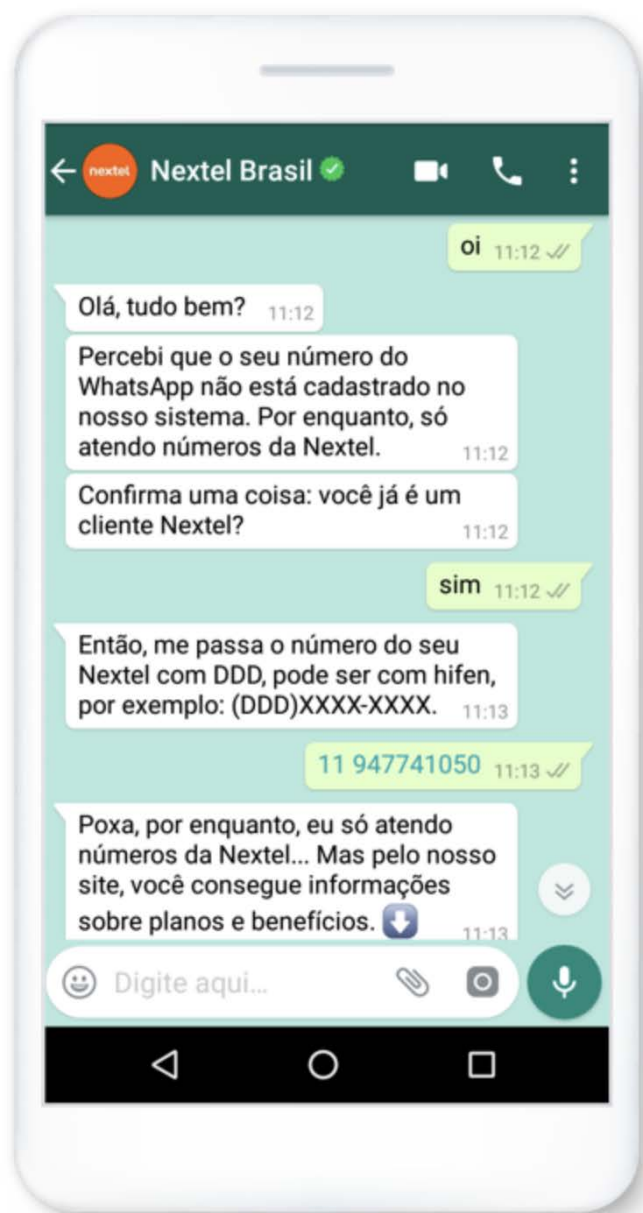 nextel
Nextel Brasil
oi 11:12
Olá, tudo bem? 11:12
Percebi que o seu número do
WhatsApp não está cadastrado no
nosso sistema. Por enquanto, só
atendo números da Nextel. 11:12
Confirma uma coisa: você já é um
cliente Nextel? 11:12
sim 11:12
Então, me passa o número do seu
Nextel com DDD, pode ser com hifen,
por exemplo: (DDD)XXXX-XXXX. 11:13
11 947741050 11:13
Poxa, por enquanto, eu só atendo
números da Nextel... Mas pelo nosso
site, você consegue informações
sobre planos e benefícios. ⬇️ 11:13
Digite aqui...